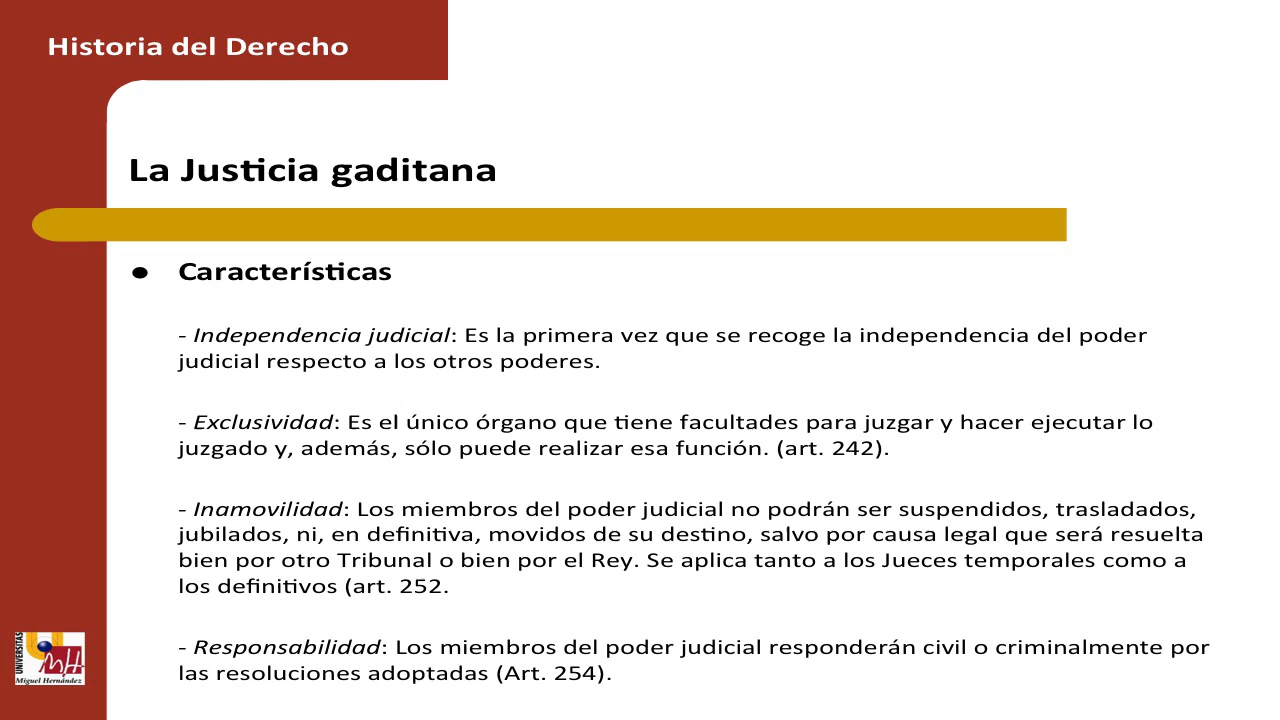 Historia del Derecho
La Justicia gaditana
● Características
- Independencia judicial: Es la primera vez que se recoge la independencia del poder
judicial respecto a los otros poderes.
- Exclusividad: Es el único órgano que tiene facultades para juzgar y hacer ejecutar lo
juzgado y, además, sólo puede realizar esa función. (art. 242).
- Inamovilidad: Los miembros del poder judicial no podrán ser suspendidos, trasladados,
jubilados, ni, en definitiva, movidos de su destino, salvo por causa legal que será resuelta
bien por otro Tribunal o bien por el Rey. Se aplica tanto a los Jueces temporales como a
los definitivos (art. 252.
- Responsabilidad: Los miembros del poder judicial responderán civil o criminalmente por
las resoluciones adoptadas (Art. 254).
UNIVERSITAS
MH
Miguel Hernández